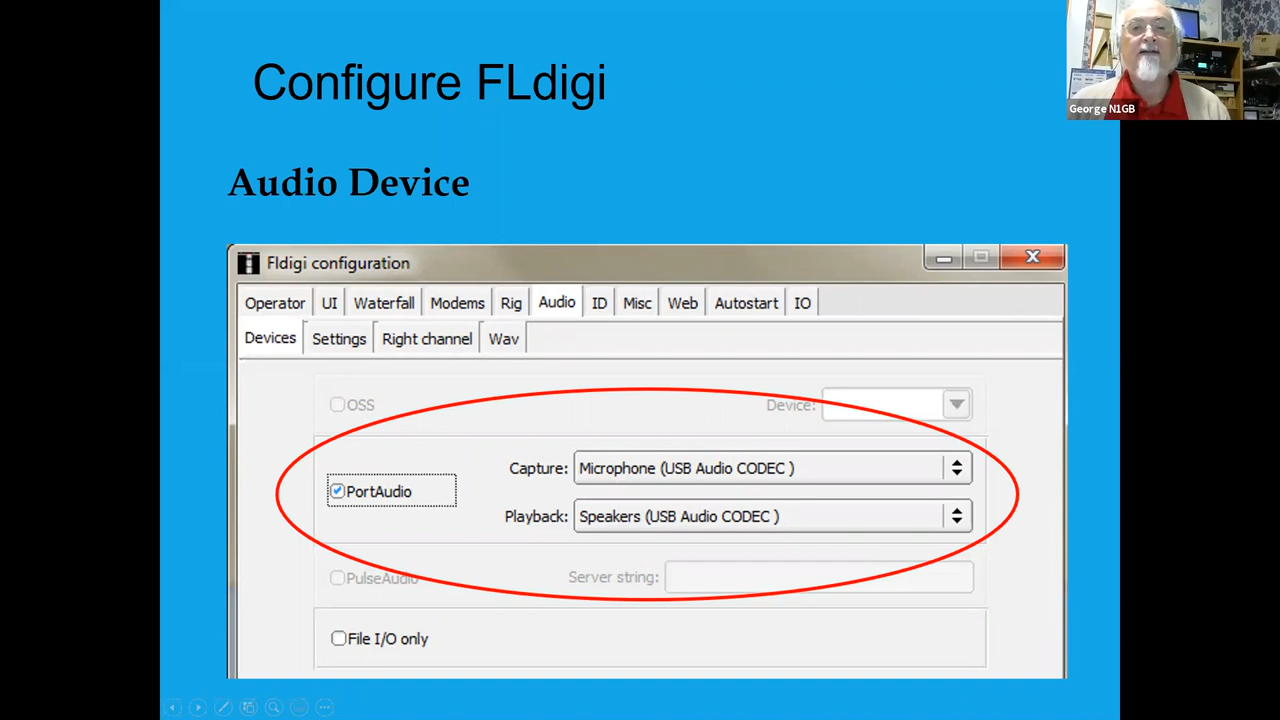 Configure FLdigi
George N1GB
Audio Device
Fldigi configuration
Operator UI Waterfall Modems Rig Audio ID Misc Web Autostart IO
Devices Settings Right channel Wav
OSS Device:
Capture: Microphone (USB Audio CODEC )
PortAudio
Playback: Speakers (USB Audio CODEC )
PulseAudio Server string:
File I/O only